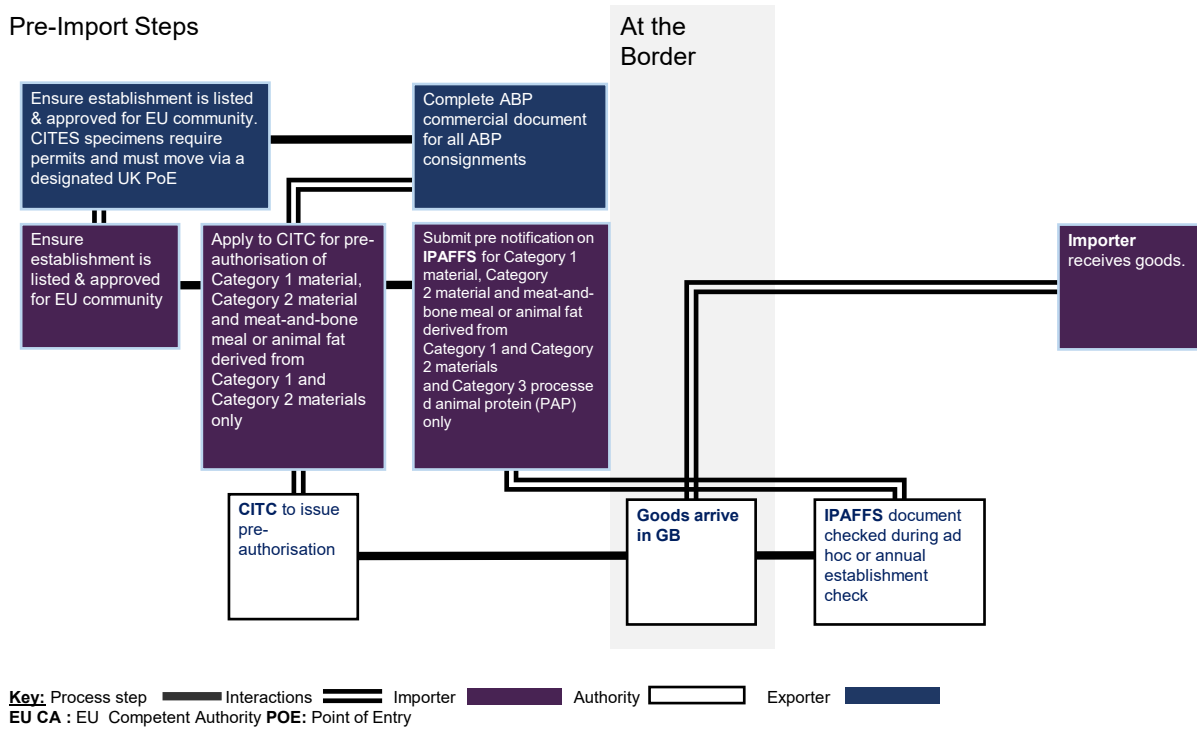 Pre-Import Steps
At the
Border
Ensure establishment is listed
& approved for EU community.
CITES specimens require
permits and must move via a
designated UK PoE
Complete ABP
commercial document
for all ABP
consignments
Ensure
establishment is
listed & approved
for EU community
Apply to CITC for pre-
authorisation of
Category 1 material,
Category 2 material
and meat-and-bone
meal or animal fat
derived from
Category 1 and
Category 2 materials
only
Submit pre notification on
IPAFFS for Category 1
material, Category
2 material and meat-and-
bone meal or animal fat
derived from
Category 1 and Category
2 materials
and Category 3 processe
d animal protein (PAP)
only
Importer
receives goods.
CITC to issue
pre-
authorisation
Goods arrive
in GB
IPAFFS document
checked during ad
hoc or annual
establishment
check
Key: Process step Interactions Importer Authority Exporter
EU CA : EU Competent Authority POE: Point of Entry